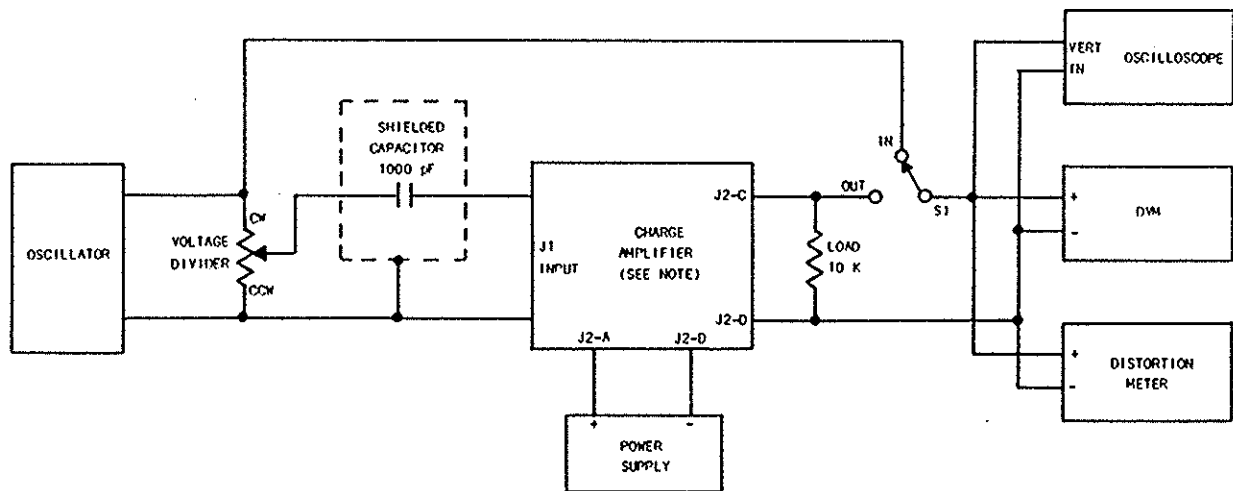 OSCILLATOR
CW
VOLTAGE
DIVIDER
CCW
SHIELDED
CAPACITOR
1000 pF
J1
INPUT
CHARGE
AMPLIFIER
(SEE NOTE)
J2-C
J2-D
J2-A
J2-D
+
-
POWER
SUPPLY
LOAD
10 K
OUT
IN
S1
VERT
IN
OSCILLOSCOPE
+
-
DVM
+
-
DISTORTION
METER